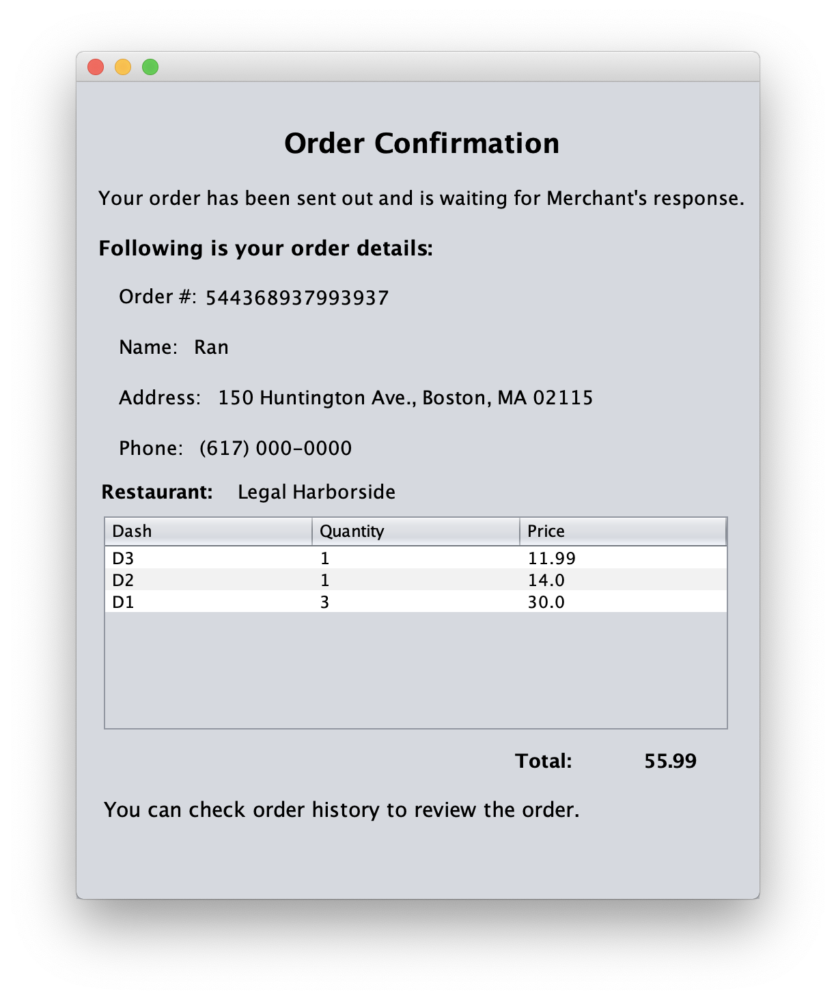 Order Confirmation
Your order has been sent out and is waiting for Merchant's response.
Following is your order details:
Order #: 544368937993937
Name: Ran
Address: 150 Huntington Ave., Boston, MA 02115
Phone: (617) 000-0000
Restaurant: Legal Harborside
Dash Quantity Price
D3 1 11.99
D2 1 14.0
D1 3 30.0
Total: 55.99
You can check order history to review the order.